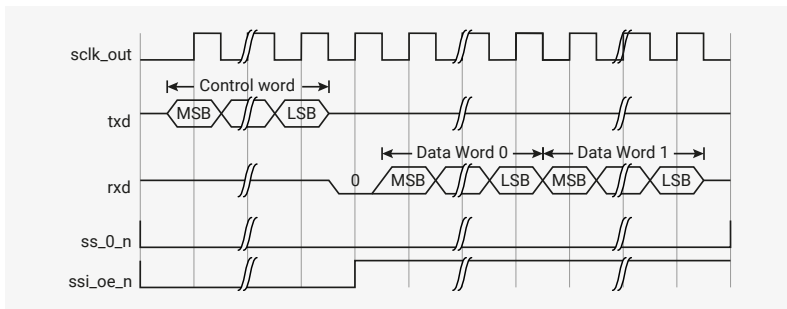 sclk_out
Control word
txd
MSB
LSB
Data Word 0
Data Word 1
rxd
0
MSB
LSB
MSB
LSB
ss_0_n
ssi_oe_n